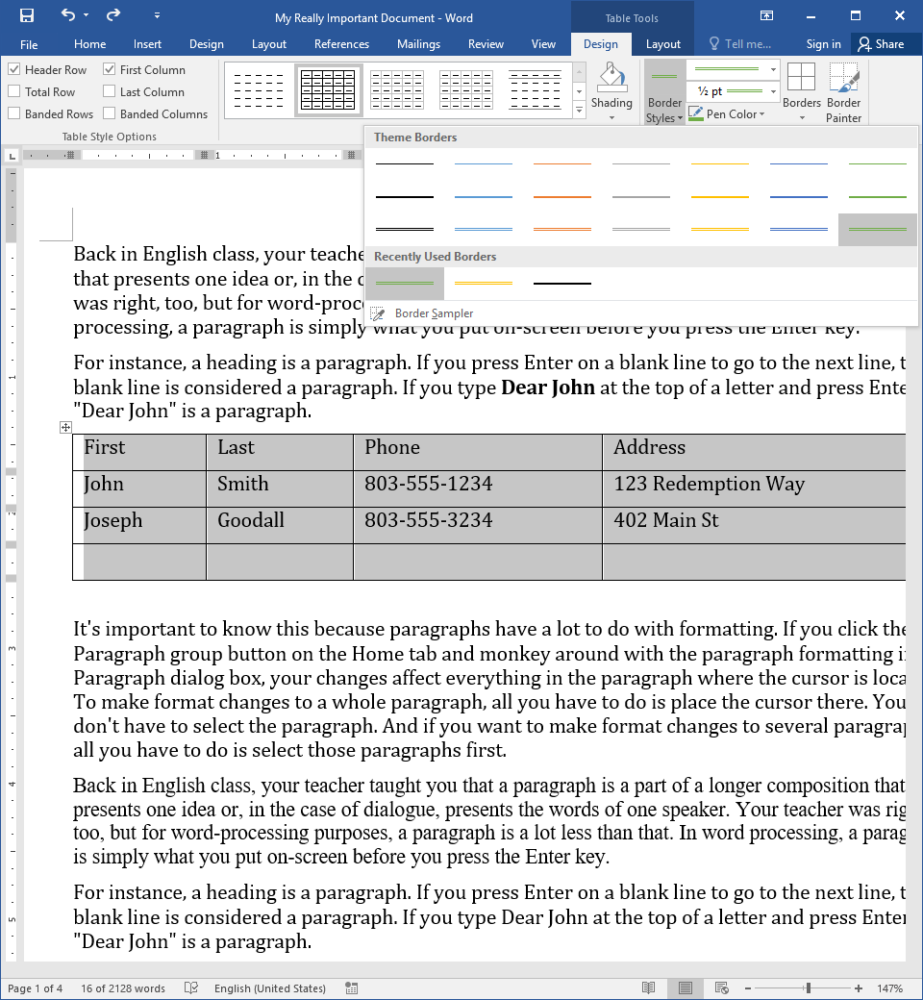 My Really Important Document - Word
Table Tools
File Home Insert Design Layout References Mailings Review View Design Layout Tell me... Sign in Share
Header Row First Column
Total Row Last Column
Banded Rows Banded Columns
Table Style Options
Shading
Border Styles
½ pt
Pen Color
Borders
Border Painter
Theme Borders
Recently Used Borders
Border Sampler
1
Back in English class, your teache
that presents one idea or, in the c
was right, too, but for word-proc
processing, a paragraph is simply what you put on-screen before you press the Enter key.
For instance, a heading is a paragraph. If you press Enter on a blank line to go to the next line, t
blank line is considered a paragraph. If you type Dear John at the top of a letter and press Ente
"Dear John" is a paragraph.
First Last Phone Address
John Smith 803-555-1234 123 Redemption Way
Joseph Goodall 803-555-3234 402 Main St
It's important to know this because paragraphs have a lot to do with formatting. If you click the
Paragraph group button on the Home tab and monkey around with the paragraph formatting i
Paragraph dialog box, your changes affect everything in the paragraph where the cursor is loca
To make format changes to a whole paragraph, all you have to do is place the cursor there. You
don't have to select the paragraph. And if you want to make format changes to several paragra
all you have to do is select those paragraphs first.
Back in English class, your teacher taught you that a paragraph is a part of a longer composition that
presents one idea or, in the case of dialogue, presents the words of one speaker. Your teacher was rig
too, but for word-processing purposes, a paragraph is a lot less than that. In word processing, a parag
is simply what you put on-screen before you press the Enter key.
For instance, a heading is a paragraph. If you press Enter on a blank line to go to the next line, t
blank line is considered a paragraph. If you type Dear John at the top of a letter and press Enter
"Dear John" is a paragraph.
1
2
3
4
5
Page 1 of 4 16 of 2128 words English (United States) 147%